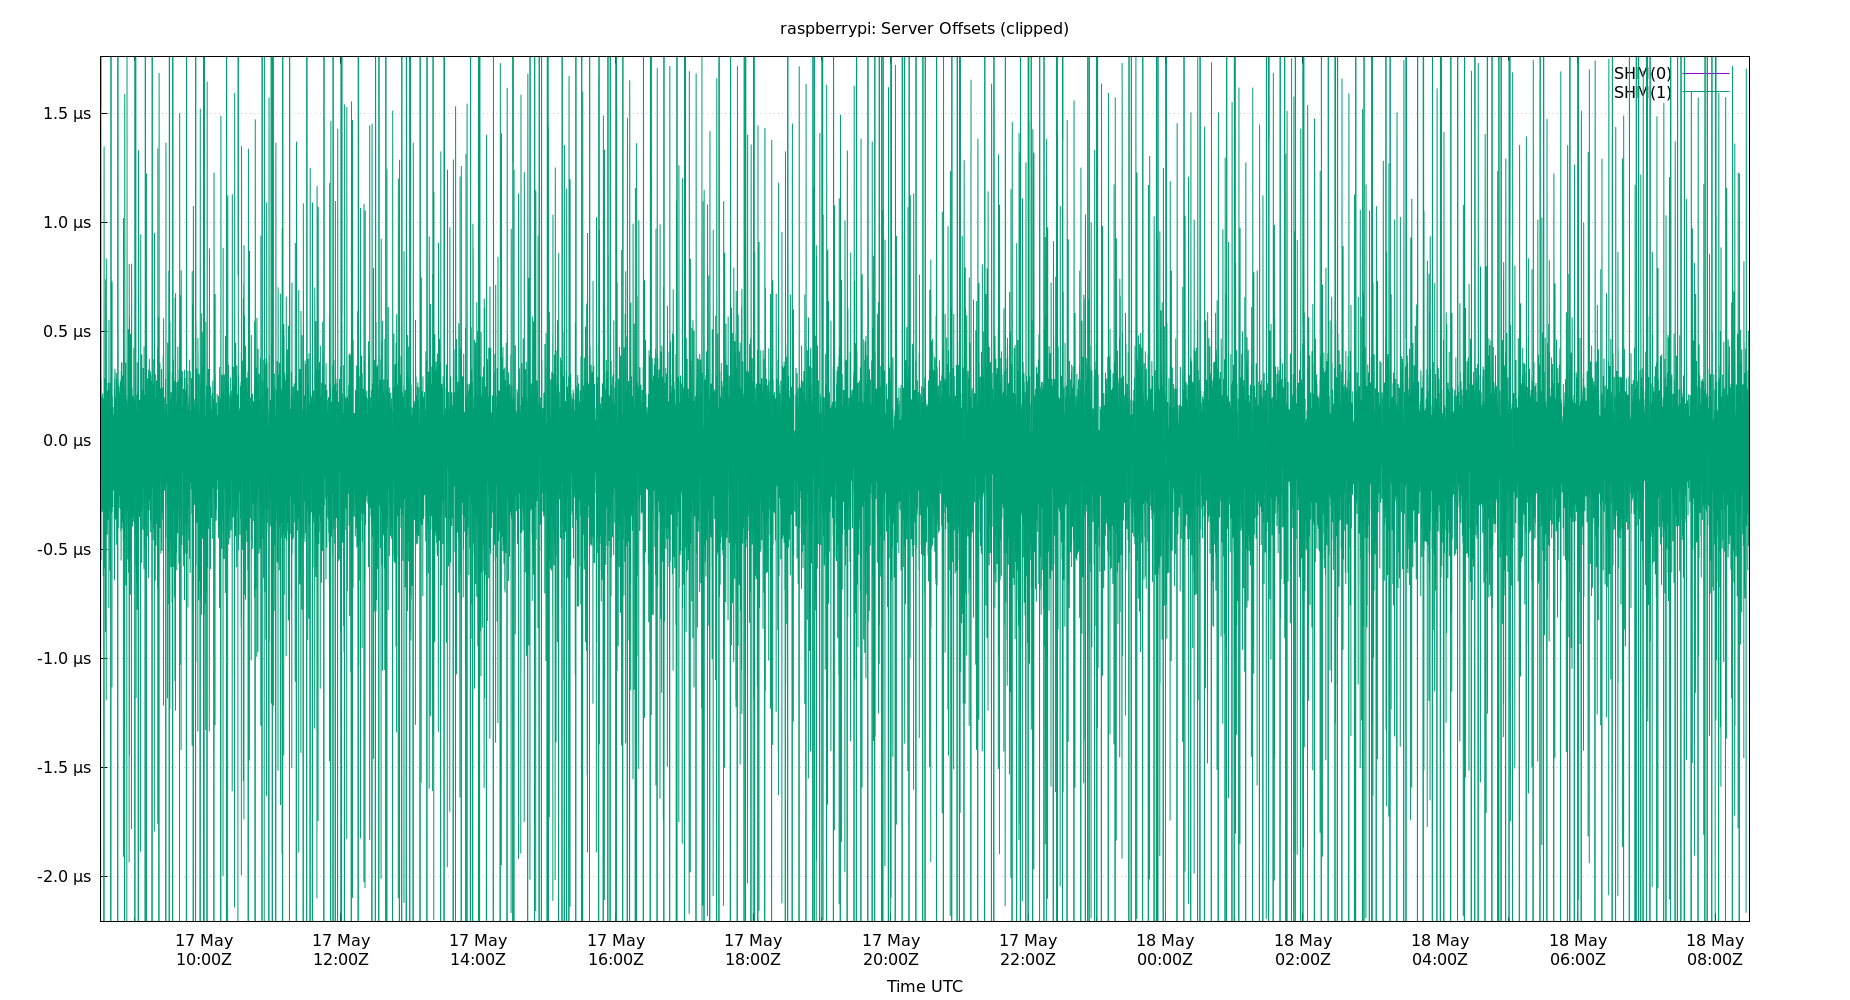 raspberrypi: Server Offsets (clipped)
SHM(0)
SHM(1)
1.5 µs
1.0 µs
0.5 µs
0.0 µs
-0.5 µs
-1.0 µs
-1.5 µs
-2.0 µs
17 May 17 May 17 May 17 May 17 May 17 May 17 May 18 May 18 May 18 May 18 May 18 May
10:00Z 12:00Z 14:00Z 16:00Z 18:00Z 20:00Z 22:00Z 00:00Z 02:00Z 04:00Z 06:00Z 08:00Z
Time UTC